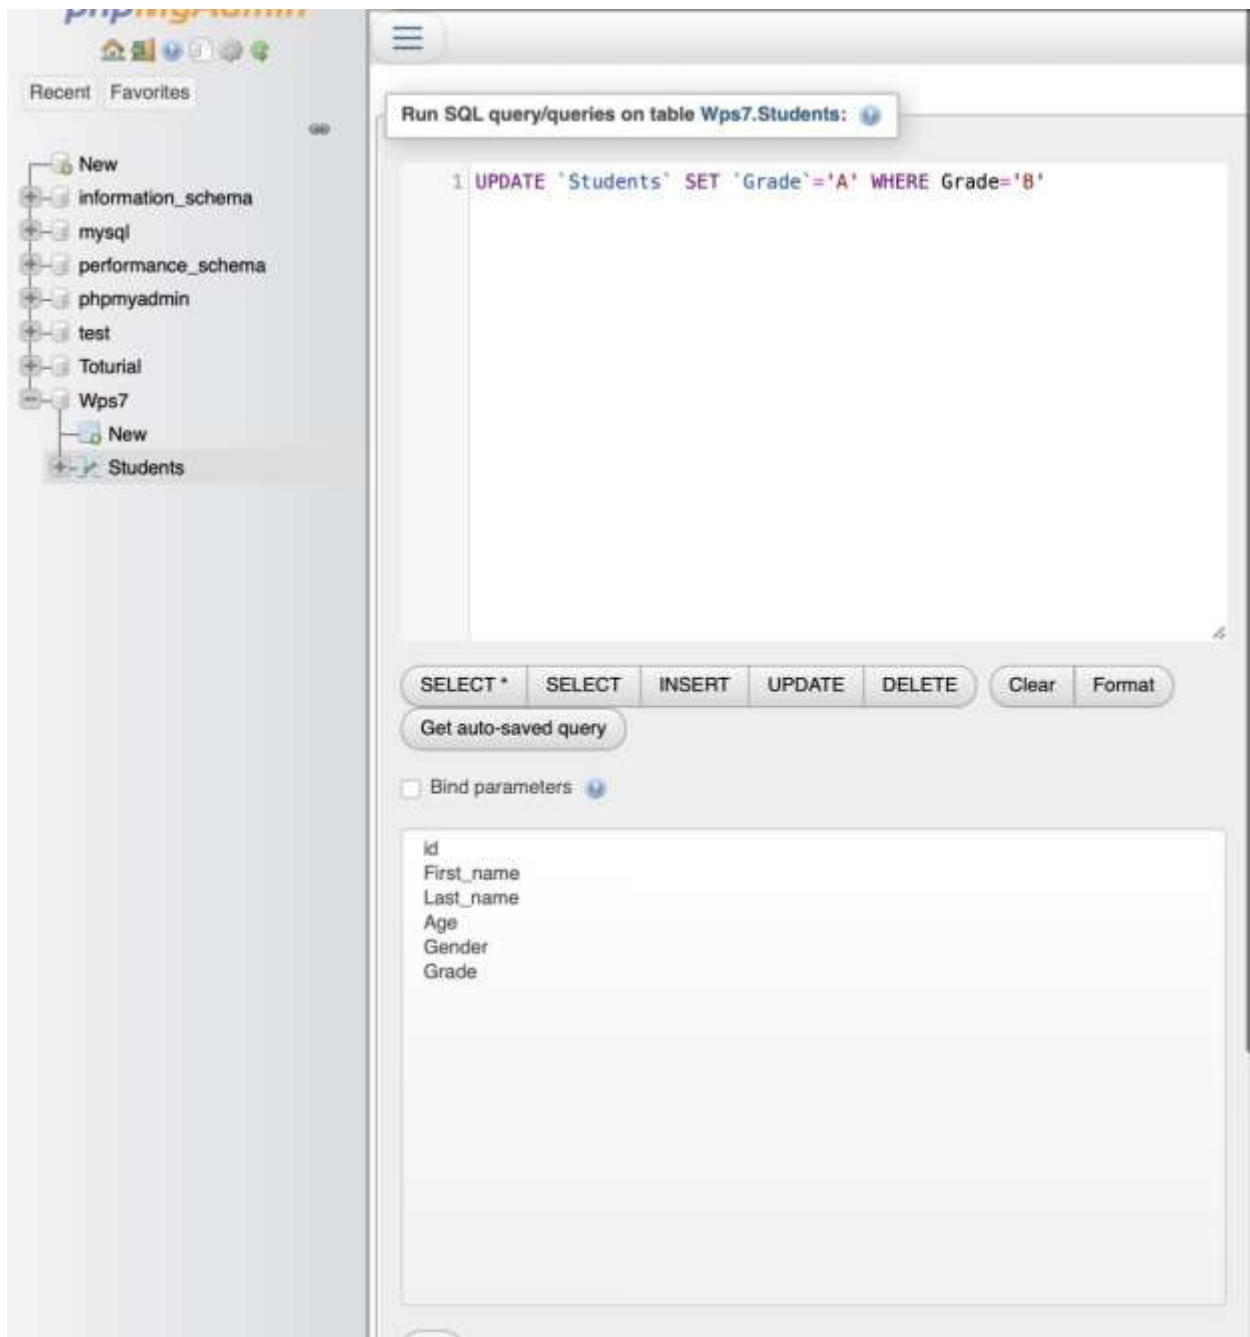 phpMyAdmin
Recent Favorites
New
information_schema
mysql
performance_schema
phpmyadmin
test
Toturial
Wps7
New
Students
Run SQL query/queries on table Wps7.Students:
1 UPDATE `Students` SET `Grade`='A' WHERE Grade='B'
SELECT * SELECT INSERT UPDATE DELETE Clear Format
Get auto-saved query
Bind parameters
id
First_name
Last_name
Age
Gender
Grade